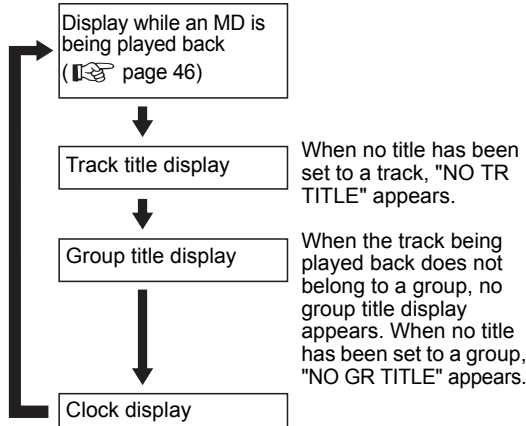 Display while an MD is
being played back
( page 46)
Track title display
When no title has been
set to a track, "NO TR
TITLE" appears.
Group title display
When the track being
played back does not
belong to a group, no
group title display
appears. When no title
has been set to a group,
"NO GR TITLE" appears.
Clock display